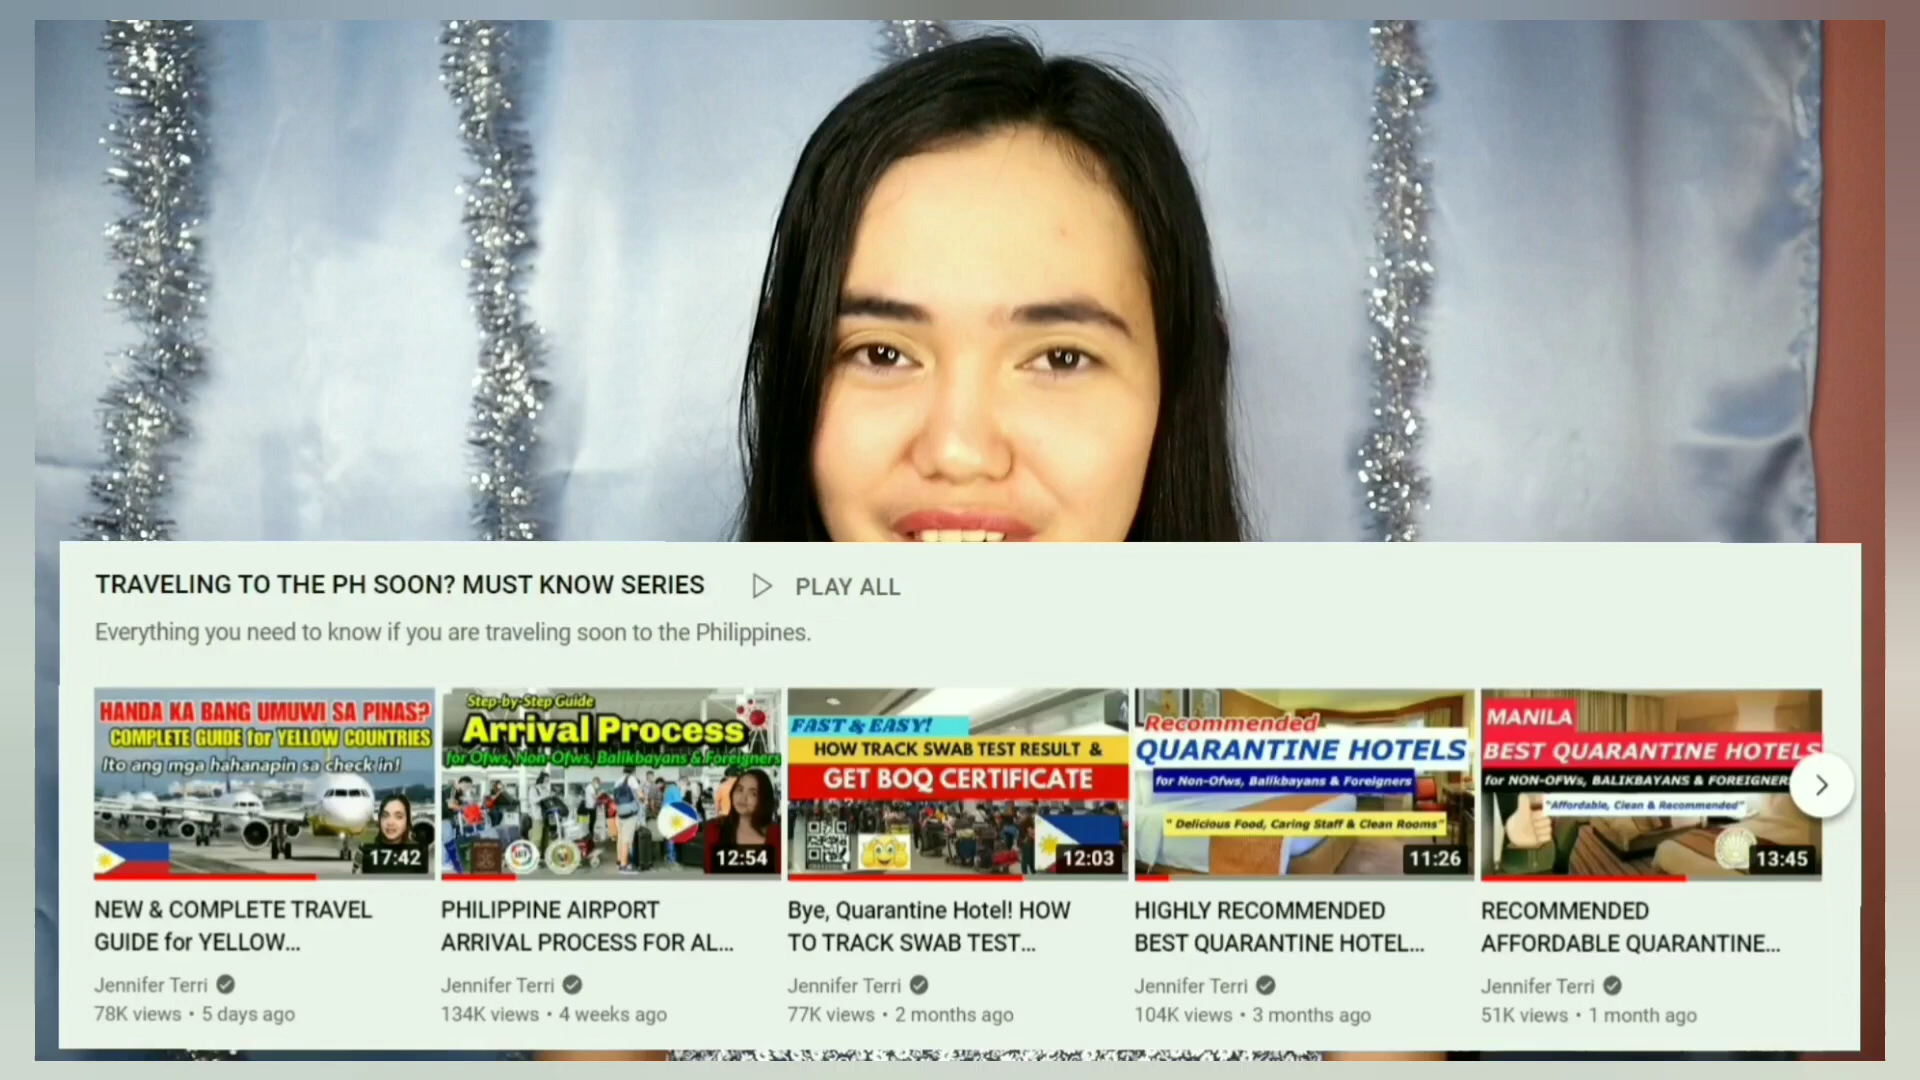 TRAVELING TO THE PH SOON? MUST KNOW SERIES PLAY ALL
Everything you need to know if you are traveling soon to the Philippines.
HANDA KA BANG UMUWI SA PINAS?
COMPLETE GUIDE for YELLOW COUNTRIES
Ito ang mga hahanapin sa check in!
17:42
Step-by-Step Guide
Arrival Process
for Ofws, Non-Ofws, Balikbayans & Foreigners
12:54
FAST & EASY!
HOW TRACK SWAB TEST RESULT &
GET BOQ CERTIFICATE
12:03
Recommended
QUARANTINE HOTELS
for Non-Ofws, Balikbayans & Foreigners
" Delicious Food, Caring Staff & Clean Rooms"
11:26
MANILA
BEST QUARANTINE HOTELS
for NON-OFWs, BALIKBAYANS & FOREIGNER
"Affordable, Clean & Recommended"
13:45
NEW & COMPLETE TRAVEL
GUIDE for YELLOW...
Jennifer Terri
78K views • 5 days ago
PHILIPPINE AIRPORT
ARRIVAL PROCESS FOR AL...
Jennifer Terri
134K views • 4 weeks ago
Bye, Quarantine Hotel! HOW
TO TRACK SWAB TEST...
Jennifer Terri
77K views • 2 months ago
HIGHLY RECOMMENDED
BEST QUARANTINE HOTEL...
Jennifer Terri
104K views • 3 months ago
RECOMMENDED
AFFORDABLE QUARANTINE...
Jennifer Terri
51K views • 1 month ago